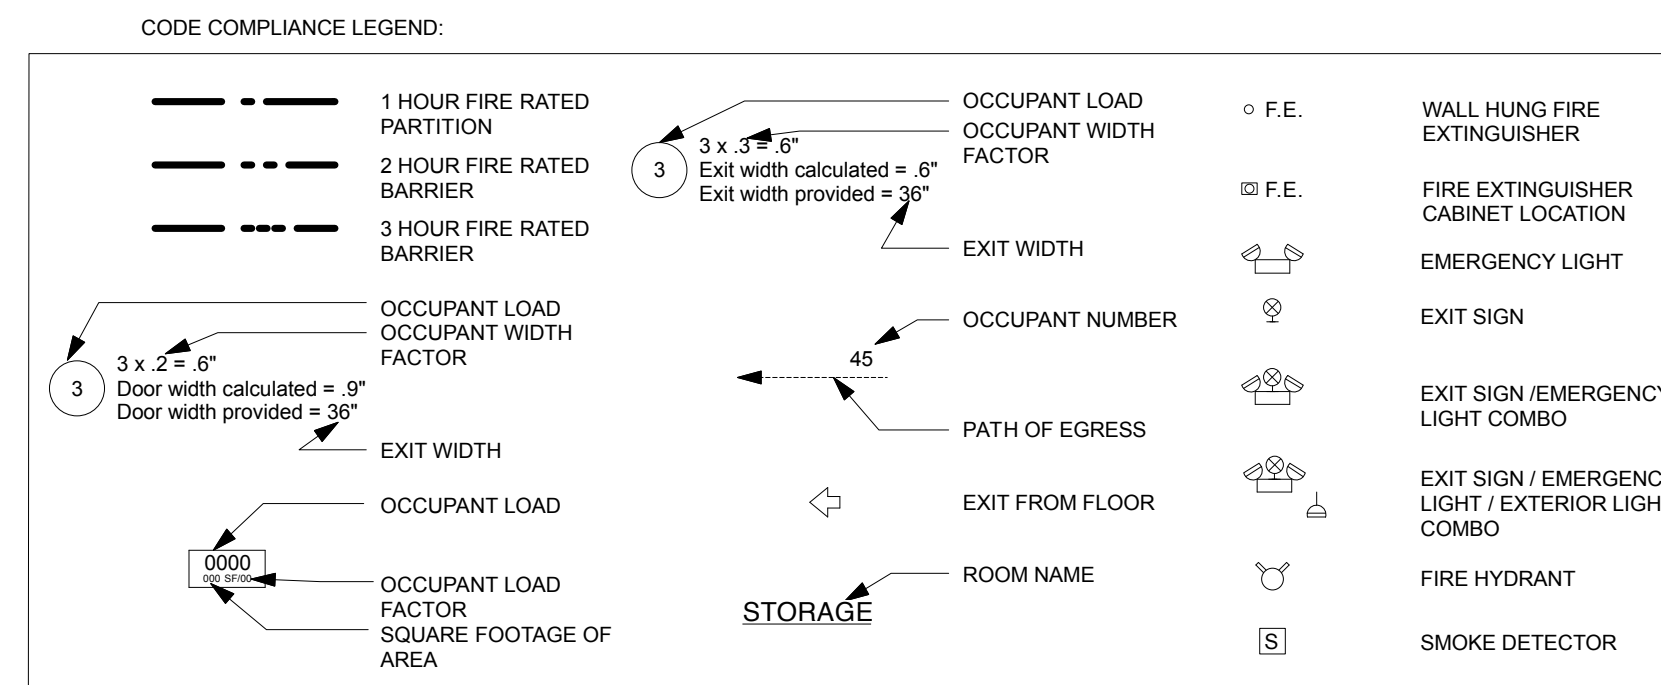 CODE COMPLIANCE LEGEND:
1 HOUR FIRE RATED
PARTITION
2 HOUR FIRE RATED
BARRIER
3 HOUR FIRE RATED
BARRIER
OCCUPANT LOAD
OCCUPANT WIDTH
FACTOR
3
3 x .2 = .6"
Door width calculated = .9"
Door width provided = 36"
EXIT WIDTH
OCCUPANT LOAD
0000
000 SF/00
OCCUPANT LOAD
FACTOR
SQUARE FOOTAGE OF
AREA
OCCUPANT LOAD
OCCUPANT WIDTH
FACTOR
3
3 x .3 = .6"
Exit width calculated = .6"
Exit width provided = 36"
EXIT WIDTH
OCCUPANT NUMBER
45
PATH OF EGRESS
EXIT FROM FLOOR
ROOM NAME
STORAGE
F.E.
WALL HUNG FIRE
EXTINGUISHER
F.E.
FIRE EXTINGUISHER
CABINET LOCATION
EMERGENCY LIGHT
EXIT SIGN
EXIT SIGN /EMERGENCY
LIGHT COMBO
EXIT SIGN / EMERGENC
LIGHT / EXTERIOR LIGH
COMBO
FIRE HYDRANT
S
SMOKE DETECTOR